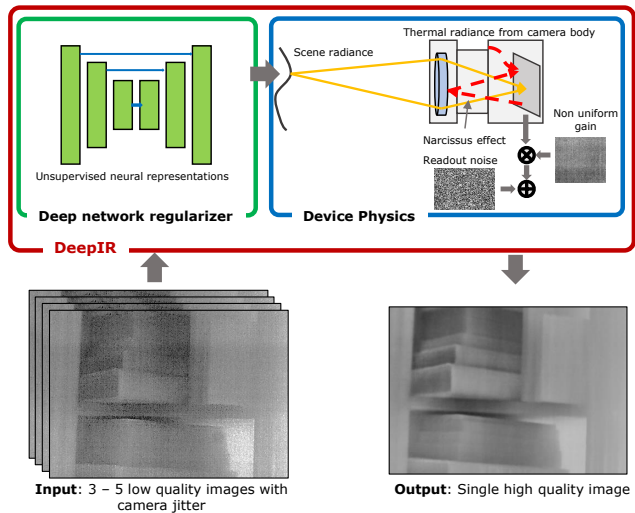 Thermal radiance from camera body
Scene radiance
Narcissus effect
Non uniform
gain
Readout noise
Unsupervised neural representations
Deep network regularizer
Device Physics
DeepIR
Input: 3 – 5 low quality images with
camera jitter
Output: Single high quality image